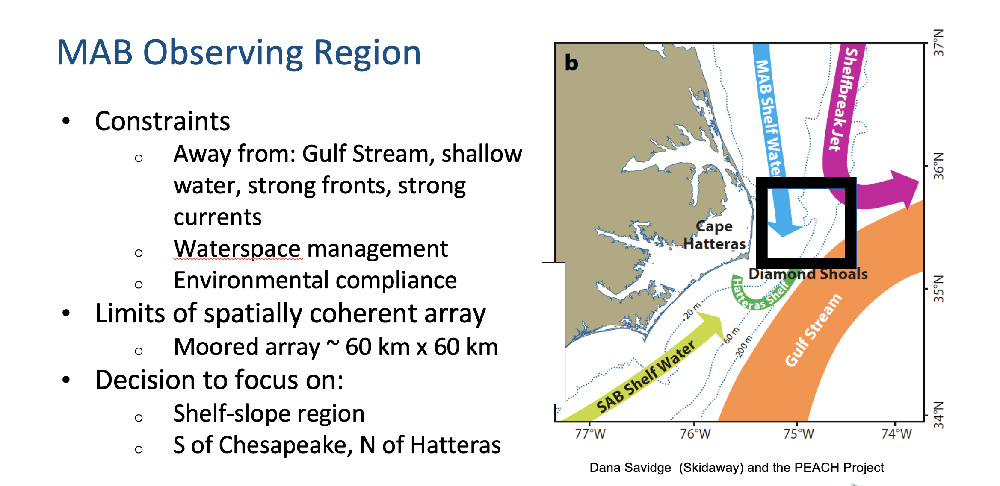 MAB Observing Region
• Constraints
○ Away from: Gulf Stream, shallow
water, strong fronts, strong
currents
○ Waterspace management
○ Environmental compliance
• Limits of spatially coherent array
○ Moored array ~ 60 km x 60 km
• Decision to focus on:
○ Shelf-slope region
○ S of Chesapeake, N of Hatteras
b
MAB Shelf Water
Shelfbreak Jet
Cape
Hatteras
Diamond Shoals
Hatteras Shelf
20 m
60 m
200 m
Gulf Stream
SAB Shelf Water
37°N
36°N
35°N
34°N
77°W
76°W
75°W
74°W
Dana Savidge (Skidaway) and the PEACH Project